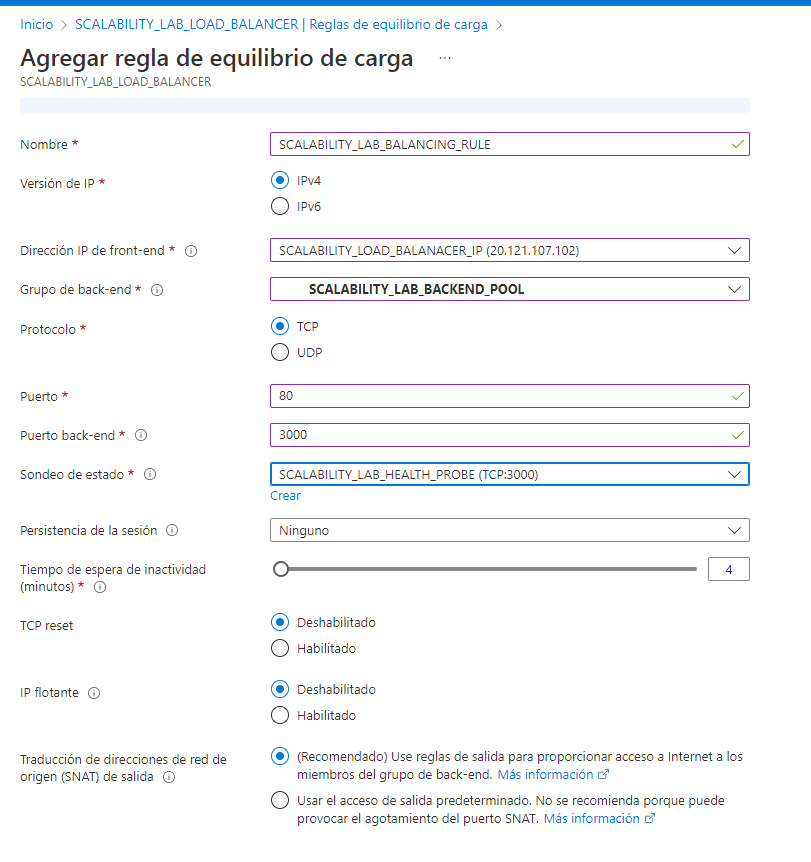 Inicio > SCALABILITY_LAB_LOAD_BALANCER | Reglas de equilibrio de carga >
Agregar regla de equilibrio de carga ...
SCALABILITY_LAB_LOAD_BALANCER
Nombre * SCALABILITY_LAB_BALANCING_RULE
Versión de IP * IPv4
IPv6
Dirección IP de front-end * SCALABILITY_LOAD_BALANACER_IP (20.121.107.102)
Grupo de back-end * SCALABILITY_LAB_BACKEND_POOL
Protocolo * TCP
UDP
Puerto * 80
Puerto back-end * 3000
Sondeo de estado * SCALABILITY_LAB_HEALTH_PROBE (TCP:3000)
Crear
Persistencia de la sesión Ninguno
Tiempo de espera de inactividad
(minutos) * 4
TCP reset Deshabilitado
Habilitado
IP flotante Deshabilitado
Habilitado
Traducción de direcciones de red de
origen (SNAT) de salida
(Recomendado) Use reglas de salida para proporcionar acceso a Internet a los
miembros del grupo de back-end. Más información
Usar el acceso de salida predeterminado. No se recomienda porque puede
provocar el agotamiento del puerto SNAT. Más información